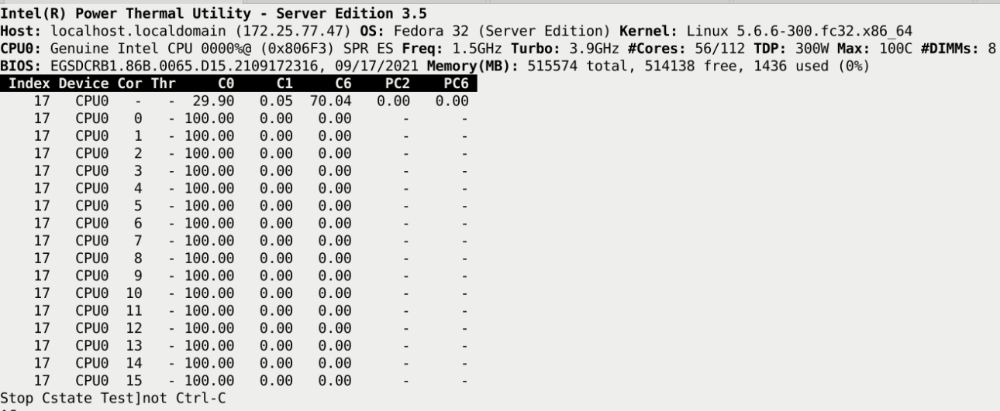 Intel(R) Power Thermal Utility - Server Edition 3.5
Host: localhost.localdomain (172.25.77.47) OS: Fedora 32 (Server Edition) Kernel: Linux 5.6.6-300.fc32.x86_64
CPU0: Genuine Intel CPU 0000%@ (0x806F3) SPR ES Freq: 1.5GHz Turbo: 3.9GHz #Cores: 56/112 TDP: 300W Max: 100C #DIMMs: 8
BIOS: EGSDCRB1.86B.0065.D15.2109172316, 09/17/2021 Memory(MB): 515574 total, 514138 free, 1436 used (0%)
Index Device Cor Thr C0 C1 C6 PC2 PC6
17 CPU0 - - 29.90 0.05 70.04 0.00 0.00
17 CPU0 0 - 100.00 0.00 0.00 - -
17 CPU0 1 - 100.00 0.00 0.00 - -
17 CPU0 2 - 100.00 0.00 0.00 - -
17 CPU0 3 - 100.00 0.00 0.00 - -
17 CPU0 4 - 100.00 0.00 0.00 - -
17 CPU0 5 - 100.00 0.00 0.00 - -
17 CPU0 6 - 100.00 0.00 0.00 - -
17 CPU0 7 - 100.00 0.00 0.00 - -
17 CPU0 8 - 100.00 0.00 0.00 - -
17 CPU0 9 - 100.00 0.00 0.00 - -
17 CPU0 10 - 100.00 0.00 0.00 - -
17 CPU0 11 - 100.00 0.00 0.00 - -
17 CPU0 12 - 100.00 0.00 0.00 - -
17 CPU0 13 - 100.00 0.00 0.00 - -
17 CPU0 14 - 100.00 0.00 0.00 - -
17 CPU0 15 - 100.00 0.00 0.00 - -
Stop Cstate Test]not Ctrl-C